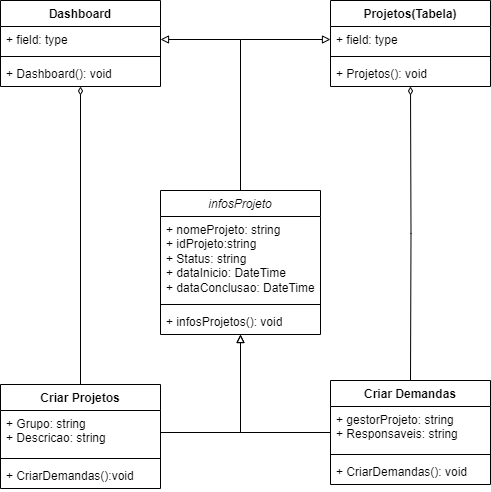 Dashboard
+ field: type
+ Dashboard(): void
Projetos(Tabela)
+ field: type
+ Projetos(): void
infosProjeto
+ nomeProjeto: string
+ idProjeto:string
+ Status: string
+ dataInicio: DateTime
+ dataConclusao: DateTime
+ infosProjetos(): void
Criar Projetos
+ Grupo: string
+ Descricao: string
+ CriarDemandas():void
Criar Demandas
+ gestorProjeto: string
+ Responsaveis: string
+ CriarDemandas(): void